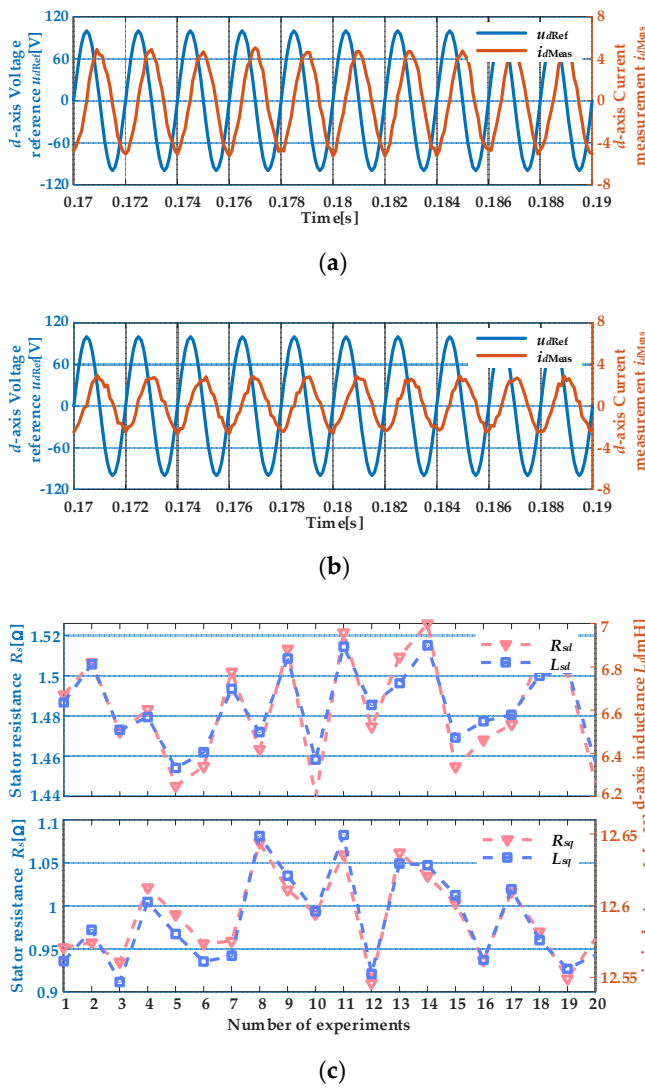 d-axis Voltage
reference udRef[V]
120
60
0
-60
-120
udRef
idMeas
8
4
0
-4
-8
d-axis Current
measurement idMeas
0.17 0.172 0.174 0.176 0.178 0.18 0.182 0.184 0.186 0.188 0.19
Time[s]
(a)
d-axis Voltage
reference udRef[V]
120
60
0
-60
-120
udRef
idMeas
8
4
0
-4
-8
d-axis Current
measurement idMeas
0.17 0.172 0.174 0.176 0.178 0.18 0.182 0.184 0.186 0.188 0.19
Time[s]
(b)
Stator resistance Rs[Ω]
1.52
1.5
1.48
1.46
1.44
Rsd
Lsd
7
6.8
6.6
6.4
6.2
d-axis inductance Ld[mH]
Stator resistance Rs[Ω]
1.1
1.05
1
0.95
0.9
Rsq
Lsq
12.65
12.6
12.55
1 2 3 4 5 6 7 8 9 10 11 12 13 14 15 16 17 18 19 20
Number of experiments
(c)